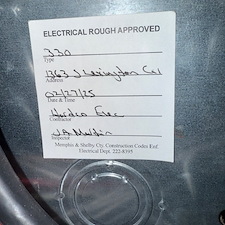 ELECTRICAL ROUGH APPROVED
330
Type
1363 J Lexington Cv
Address
02/27/25
Date & Time
Elec
Contractor
J.A.
Inspector
Memphis & Shelby Cty. Construction Codes Enf.
Electrical Dept. 222-8395